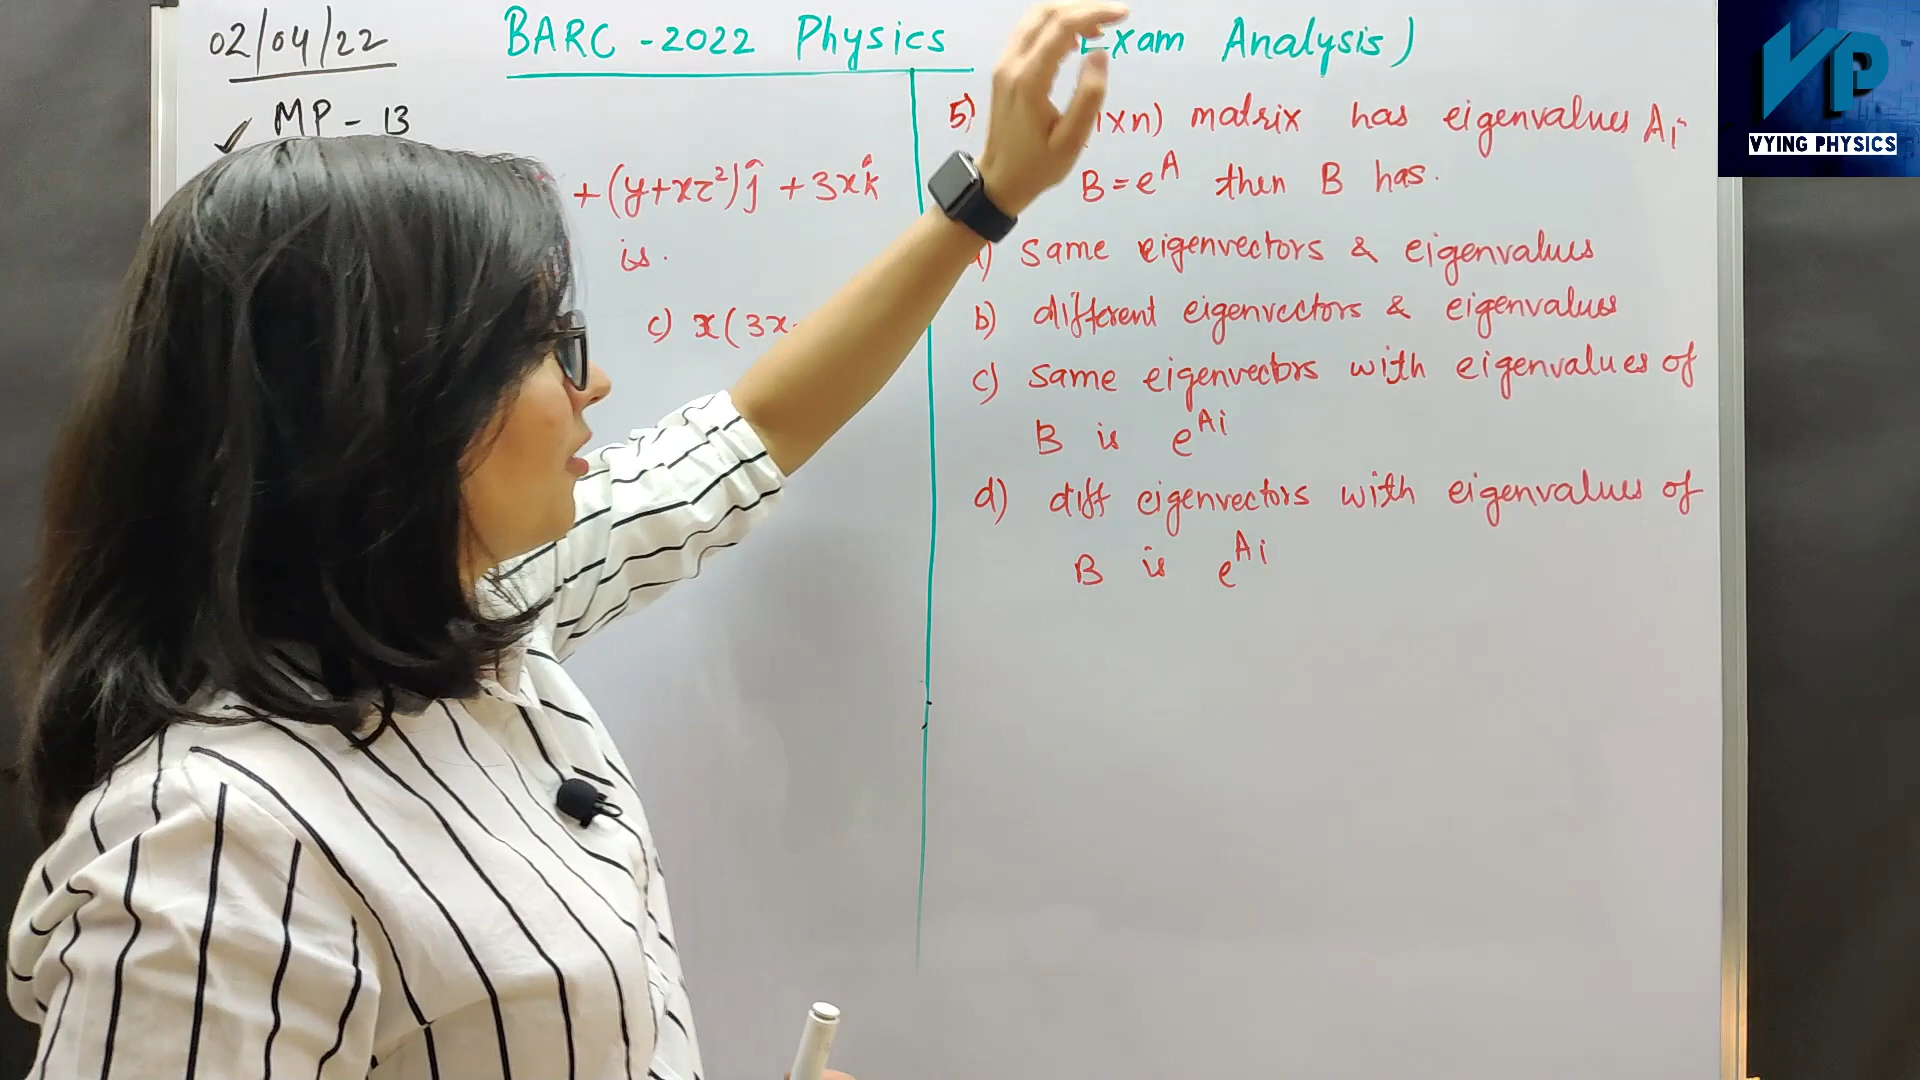 02/04/22
BARC - 2022 Physics Exam Analysis)
MP - 13
+ (y+xz²)ĵ + 3xk̂
is.
c) x(3x-
5) (n×n) matrix has eigenvalues Ai
B = e^A then B has.
a) same eigenvectors & eigenvalues
b) different eigenvectors & eigenvalues
c) same eigenvectors with eigenvalues of
B is e^Ai
d) diff eigenvectors with eigenvalues of
B is e^Ai
VP
VYING PHYSICS